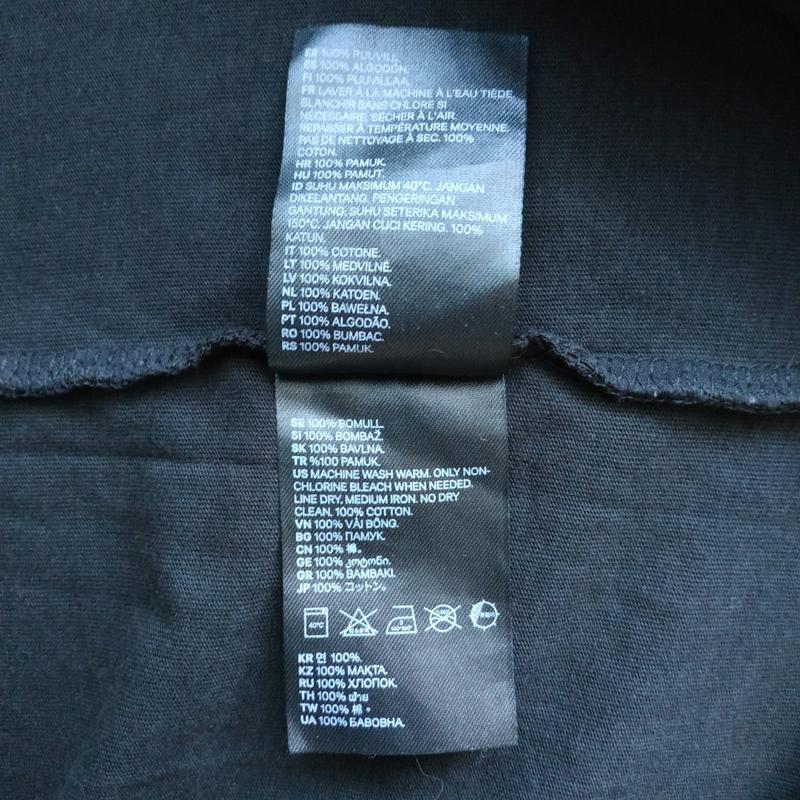 EE 100% PUUVILL.
ES 100% ALGODÓN.
FI 100% PUUVILLAA.
FR LAVER À LA MACHINE À L'EAU TIÈDE.
BLANCHIR SANS CHLORE SI
NÉCESSAIRE. SÉCHER À L'AIR.
REPASSER À TEMPÉRATURE MOYENNE.
PAS DE NETTOYAGE À SEC. 100%
COTON.
HR 100% PAMUK.
HU 100% PAMUT.
ID SUHU MAKSIMUM 40°C. JANGAN
DIKELANTANG. PENGERINGAN
GANTUNG. SUHU SETERIKA MAKSIMUM
150°C. JANGAN CUCI KERING. 100%
KATUN.
IT 100% COTONE.
LT 100% MEDVILNĖ.
LV 100% KOKVILNA.
NL 100% KATOEN.
PL 100% BAWEŁNA.
PT 100% ALGODÃO.
RO 100% BUMBAC.
RS 100% PAMUK.
SE 100% BOMULL.
SI 100% BOMBAŽ.
SK 100% BAVLNA.
TR %100 PAMUK.
US MACHINE WASH WARM. ONLY NON-
CHLORINE BLEACH WHEN NEEDED.
LINE DRY. MEDIUM IRON. NO DRY
CLEAN. 100% COTTON.
VN 100% VẢI BÔNG.
BG 100% ПАМУК.
CN 100% 棉。
GE 100% კოტონი.
GR 100% ΒΑΜΒΑΚΙ.
JP 100% コットン。
40°C
KR 면 100%.
KZ 100% МАҚТА.
RU 100% ХЛОПОК.
TH 100% ฝ้าย
TW 100% 棉。
UA 100% БАВОВНА.